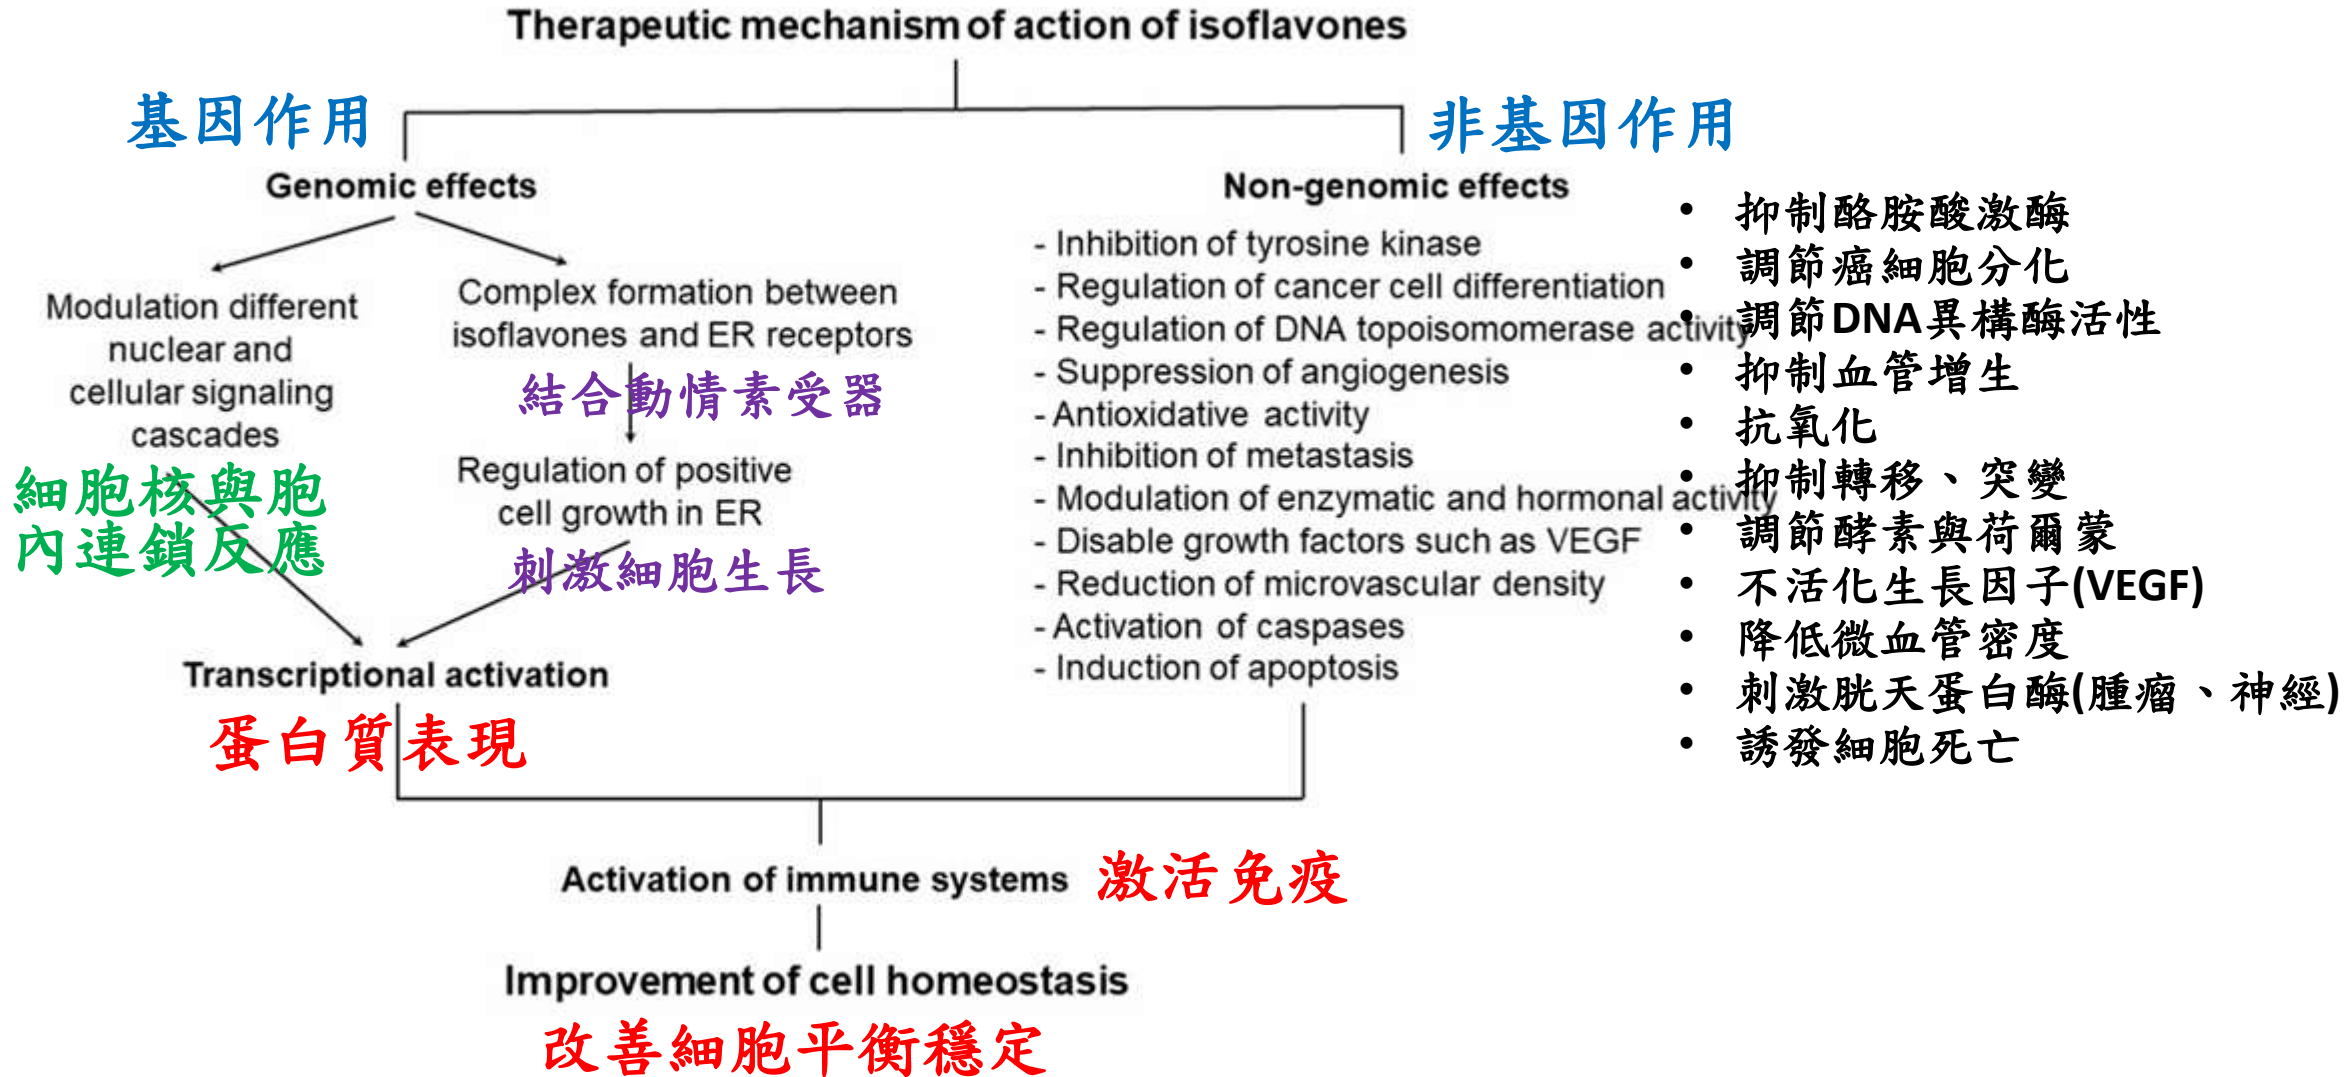 Therapeutic mechanism of action of isoflavones
基因作用
非基因作用
Genomic effects
Non-genomic effects
Modulation different
nuclear and
cellular signaling
cascades
細胞核與胞
內連鎖反應
Complex formation between
isoflavones and ER receptors
結合動情素受器
Regulation of positive
cell growth in ER
刺激細胞生長
Transcriptional activation
蛋白質表現
- Inhibition of tyrosine kinase
- Regulation of cancer cell differentiation
- Regulation of DNA topoisomomerase activity
- Suppression of angiogenesis
- Antioxidative activity
- Inhibition of metastasis
- Modulation of enzymatic and hormonal activity
- Disable growth factors such as VEGF
- Reduction of microvascular density
- Activation of caspases
- Induction of apoptosis
• 抑制酪胺酸激酶
• 調節癌細胞分化
• 調節DNA異構酶活性
• 抑制血管增生
• 抗氧化
• 抑制轉移、突變
• 調節酵素與荷爾蒙
• 不活化生長因子(VEGF)
• 降低微血管密度
• 刺激胱天蛋白酶(腫瘤、神經)
• 誘發細胞死亡
Activation of immune systems
激活免疫
Improvement of cell homeostasis
改善細胞平衡穩定